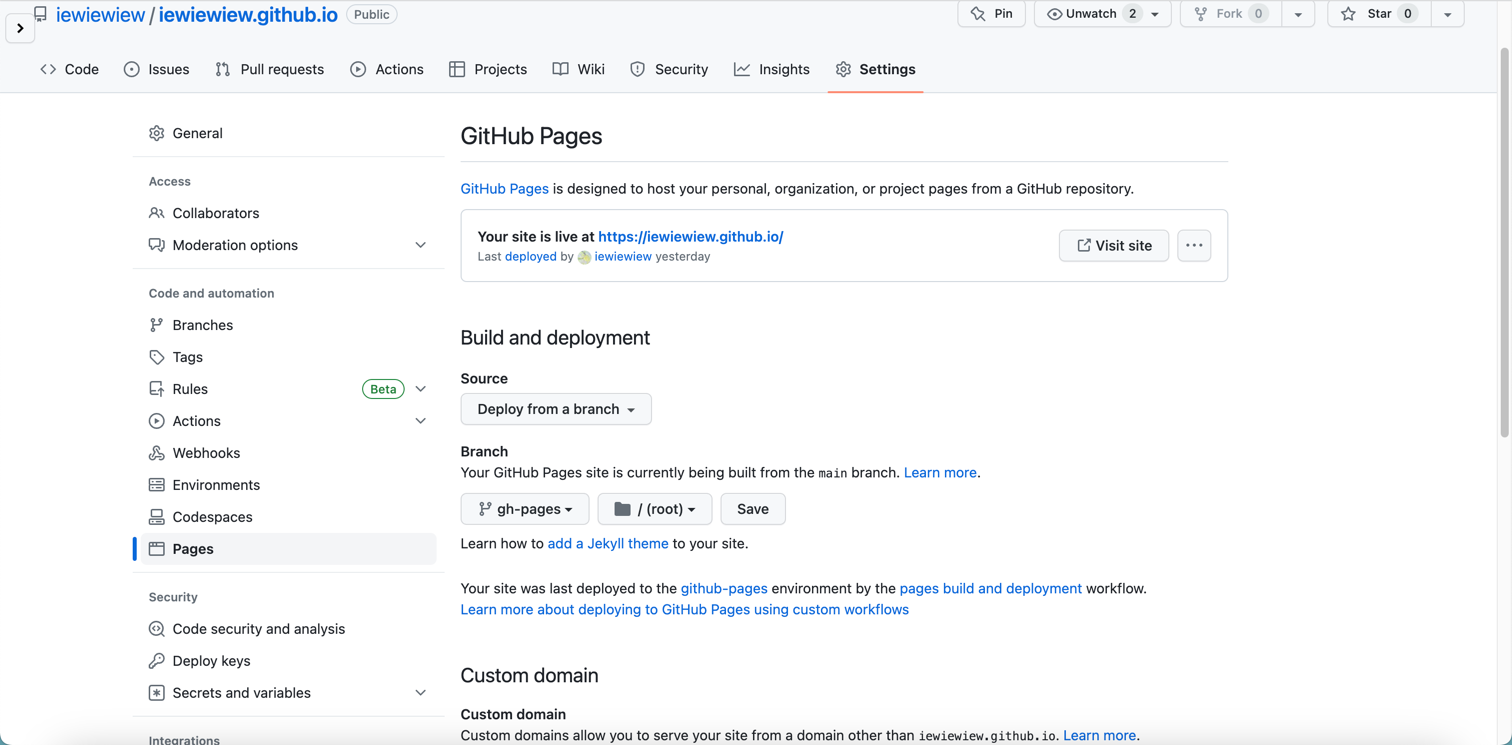 iewiewiew / iewiewiew.github.io Public
Pin Unwatch 2 Fork 0 Star 0
Code Issues Pull requests Actions Projects Wiki Security Insights Settings
General
Access
Collaborators
Moderation options
Code and automation
Branches
Tags
Rules Beta
Actions
Webhooks
Environments
Codespaces
Pages
Security
Code security and analysis
Deploy keys
Secrets and variables
Integrations
GitHub Pages
GitHub Pages is designed to host your personal, organization, or project pages from a GitHub repository.
Your site is live at https://iewiewiew.github.io/
Last deployed by iewiewiew yesterday
Visit site
Build and deployment
Source
Deploy from a branch
Branch
Your GitHub Pages site is currently being built from the main branch. Learn more.
gh-pages / (root) Save
Learn how to add a Jekyll theme to your site.
Your site was last deployed to the github-pages environment by the pages build and deployment workflow.
Learn more about deploying to GitHub Pages using custom workflows
Custom domain
Custom domain
Custom domains allow you to serve your site from a domain other than iewiewiew.github.io. Learn more.